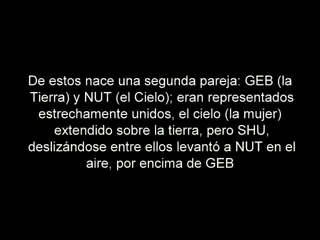 De estos nace una segunda pareja: GEB (la
Tierra) y NUT (el Cielo); eran representados
estrechamente unidos, el cielo (la mujer)
extendido sobre la tierra, pero SHU,
deslizándose entre ellos levantó a NUT en el
aire, por encima de GEB